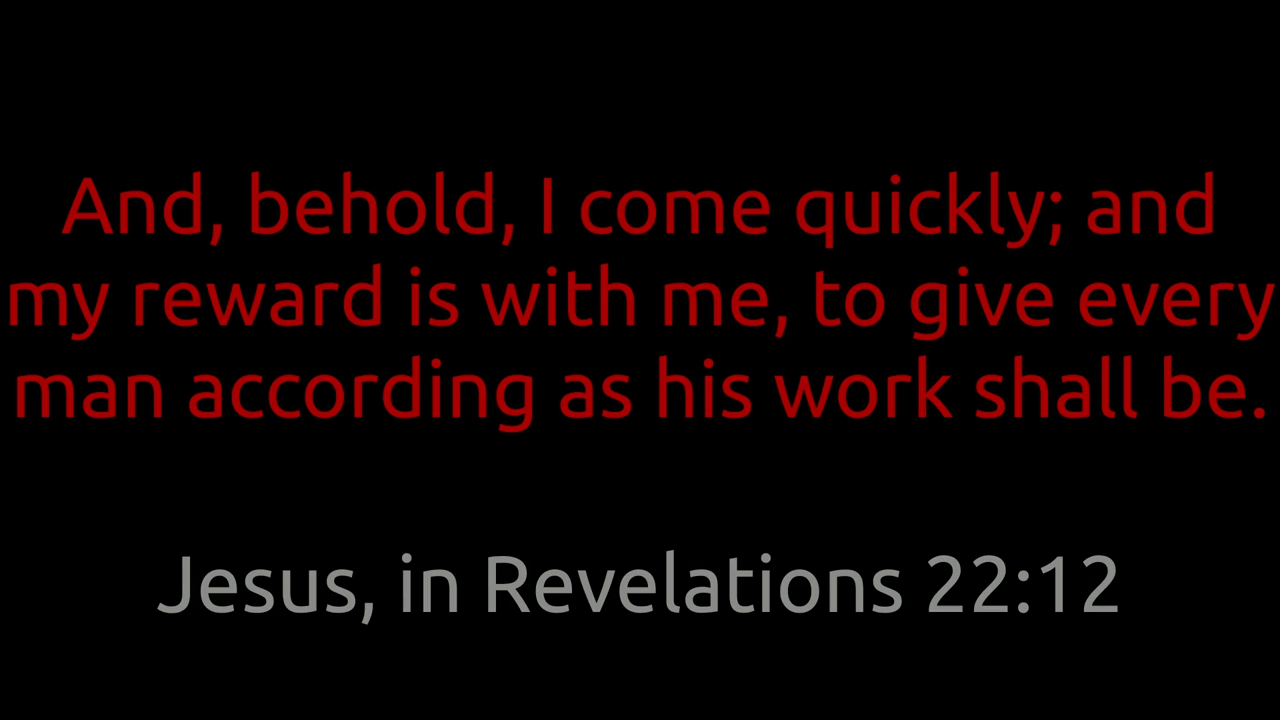 And, behold, I come quickly; and
my reward is with me, to give every
man according as his work shall be.
Jesus, in Revelations 22:12